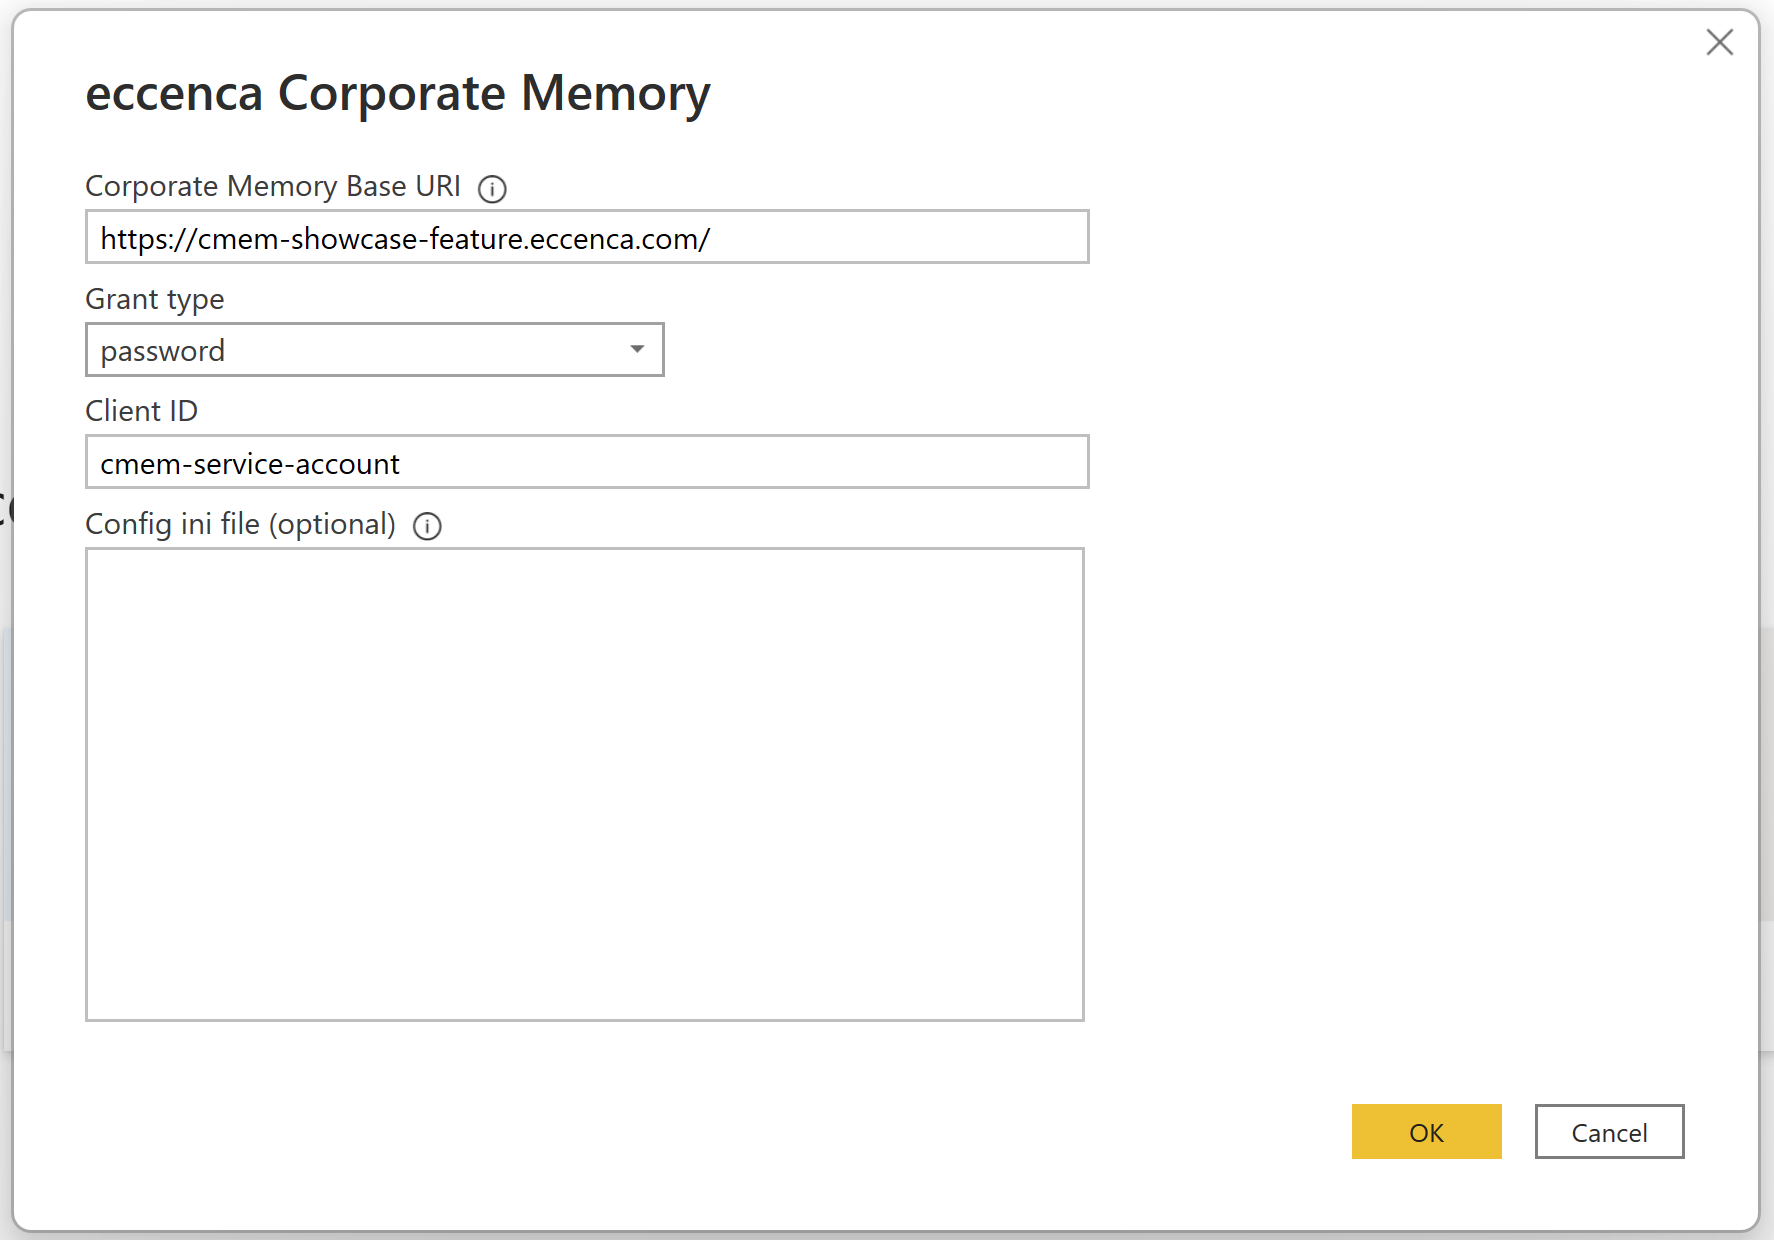 eccenca Corporate Memory
Corporate Memory Base URI
https://cmem-showcase-feature.eccenca.com/
Grant type
password
Client ID
cmem-service-account
Config ini file (optional)
OK
Cancel